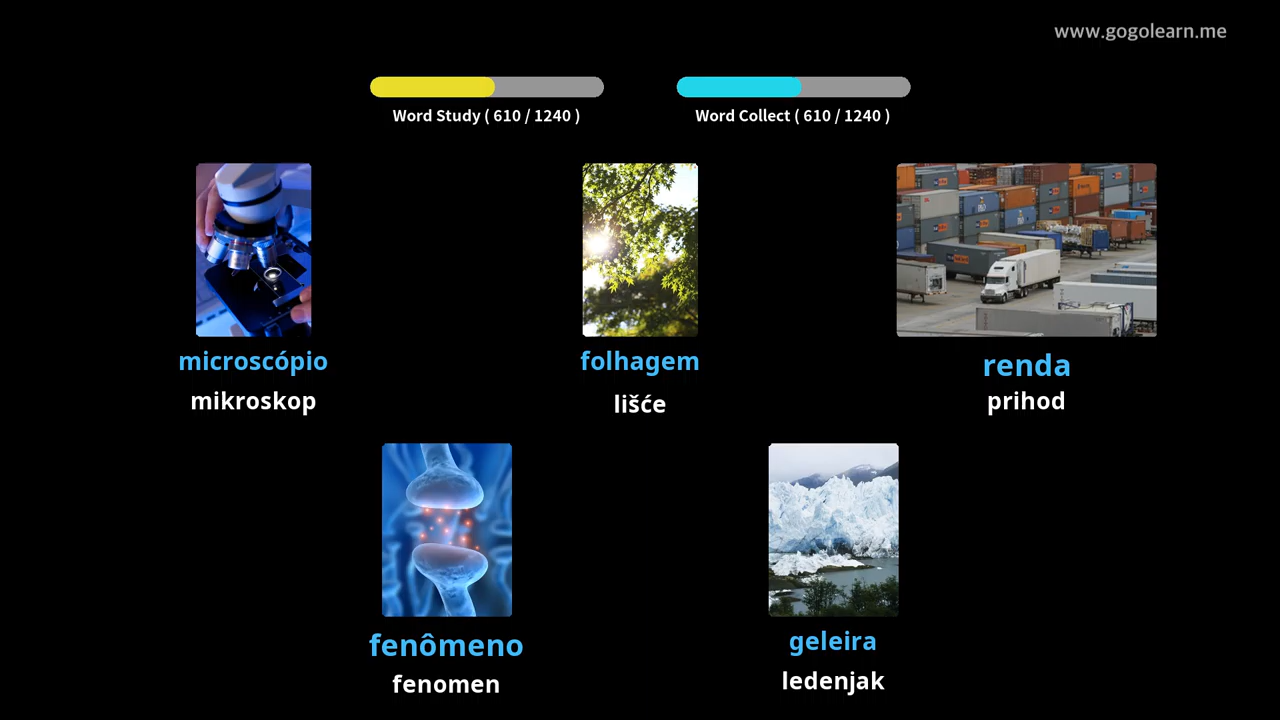 www.gogolearn.me
Word Study ( 610 / 1240 )
Word Collect ( 610 / 1240 )
microscópio
mikroskop
folhagem
lišće
renda
prihod
fenômeno
fenomen
geleira
ledenjak